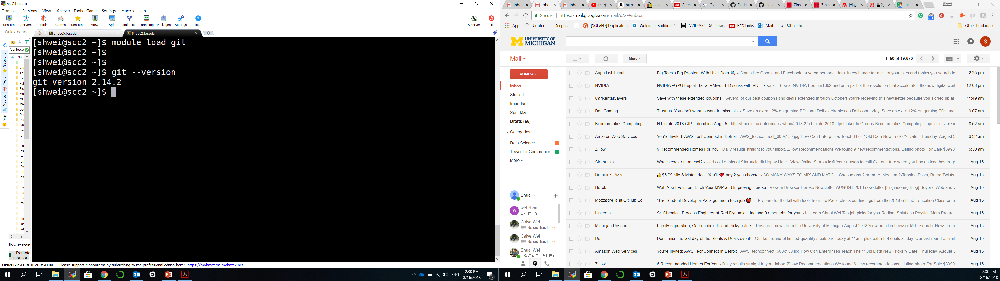 scc2.bu.edu
Terminal Sessions View X server Tools Games Settings Macros Help
Session Servers Tools Games Sessions View Split MultiExec Tunneling Packages Settings Help X server Exit
Quick conne
5. scc5.bu.edu
6. scc2.bu.edu
/usr1/scv/
Sessions
Tools
Macros
Scp
Nam
..
Vid
Ter
Pyc
Pub
Pict
Mu
MG
MG
Dov
Doc
Des
.vn
.vir
.thu
.the
.su
.ssl
.scl
.qt
.Py
.pu
.pk
.ora
.nv
.na
.mo
.mg
.ma
.ma
.loc
.ke
.kd
llow termir
Remote
monitorir
[shwei@scc2 ~]$ module load git
[shwei@scc2 ~]$
[shwei@scc2 ~]$
[shwei@scc2 ~]$ git --version
git version 2.14.2
[shwei@scc2 ~]$
UNREGISTERED VERSION - Please support MobaXterm by subscribing to the professional edition here: https://mobaxterm.mobatek.net
ENG
2:30 PM
8/16/2018
12
Inbo
Inbo
Inbo
(4
https
Lexm
Gree
Over
Explo
Hello
Zinss
Zinss
网易
里约
Jakar
Shuai
Secure https://mail.google.com/mail/u/2/#inbox
OFF
Apps Contents — DeepLea [SOLVED] Duplicate s Welcome: Building D NVIDIA CUDA Library RCS Links Mail - shwei@bu.edu Other bookmarks
UNIVERSITY OF
MICHIGAN
S
Mail
More
1–50 of 19,670
COMPOSE
Inbox
Starred
Important
Sent Mail
Drafts (66)
Categories
Data Science
Travel for Conference
More
Shuai
wei zhou
怎么样了?
Caiye Wei
No one has joined
Caiye Wei
No one has joined
Shuai Wei
你有没有给你爸打电话
AngelList Talent Big Tech's Big Problem With User Data 🔍 - Giants like Google and Facebook thrive on personal data. In exchange for a list of your likes and topics you search fo 2:25 pm
NVIDIA NVIDIA vGPU Expert Bar at VMworld: Discuss with VDI Experts - Stop at NVIDIA Booth #1362 and be a part of the revolution that accelerates the new digital work 12:08 pm
CarRentalSavers Save with these extended coupons - Several of our best coupons and deals extended through October! You're receiving this newsletter because you signed up at 11:49 am
Dell Gaming Trust us. You don't want to want to miss this. - Save an extra 12% on gaming PCs and Dell electronics on Dell.com today. Save an extra 12% on gaming PCs and 9:07 am
Bioinformatics Computing H.bioinfo 2018 CfP -- deadline Aug 25 - http://hbio.info/conferences-when/2018-2/h-bioinfo-2018-cfp/ LinkedIn Groups Bioinformatics Computing Popular discussic 8:52 am
Amazon Web Services You're Invited: AWS TechConnect in Detroit - AWS_techconnect_600x150.jpg How Can Enterprises Teach Their "Old Data New Tricks"? Date: Thursday, August 3 6:32 am
Zillow 9 Recommended Homes For You - Daily results straight to your inbox. Zillow Recommendations We found 9 new recommendations. Listing photo For Sale $8990( 5:30 am
Starbucks What's cooler than cool? - Iced cold drinks at Starbucks ® Happy Hour | View Online Starbucks® Your reason to chill Get one free when you buy an iced beverage Aug 15
Domino's Pizza 👍$5.99 Mix & Match deal. You'll ❤ any 2 you choose. - SO MANY WAYS TO MIX AND MATCH! Choose any 2 or more: Medium 2-Topping Pizza, Bread Twists, Aug 15
Heroku Web App Evolution, Ditch Your MVP and Improving Heroku - View in Browser Heroku Newsletter AUGUST 2018 newsletter [Engineering Blog] Beyond Web and V Aug 15
Mozzadrella at GitHub Ed. “The Student Developer Pack got me a tech job 🎒.” - Prepare for the fall with tools from the Pack, check out findings from the 2018 GitHub Education Classroom Aug 15
LinkedIn Sr. Chemical Process Engineer at Red Dynamics, Inc and 9 other jobs for you. - LinkedIn Shuai Wei Top job picks for you Radiant Solutions Physics/Math Program Aug 15
Michigan Research Family separation, Carbon dioxide and Picky eaters - Research news from the University of Michigan August 2018 View email in browser M Research: News from Aug 15
Dell Don't miss the last day of the Steals & Deals event! - Our last round of limited-quantity steals are today at 11am, plus extra hot deals all day. Our last round of limite Aug 15
Amazon Web Services You're Invited: AWS TechConnect in Detroit - AWS_techconnect_600x150.jpg How Can Enterprises Teach Their "Old Data New Tricks"? Date: Thursday, August 3 Aug 15
Zillow 6 Recommended Homes For You - Daily results straight to your inbox. Zillow Recommendations We found 6 new recommendations. Listing photo For Sale $8390( Aug 15
2:30 PM
8/16/2018